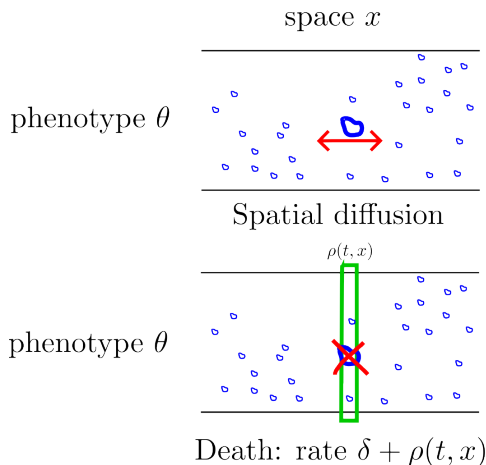 space x
phenotype θ
Spatial diffusion
ρ(t, x)
phenotype θ
Death: rate δ + ρ(t, x)